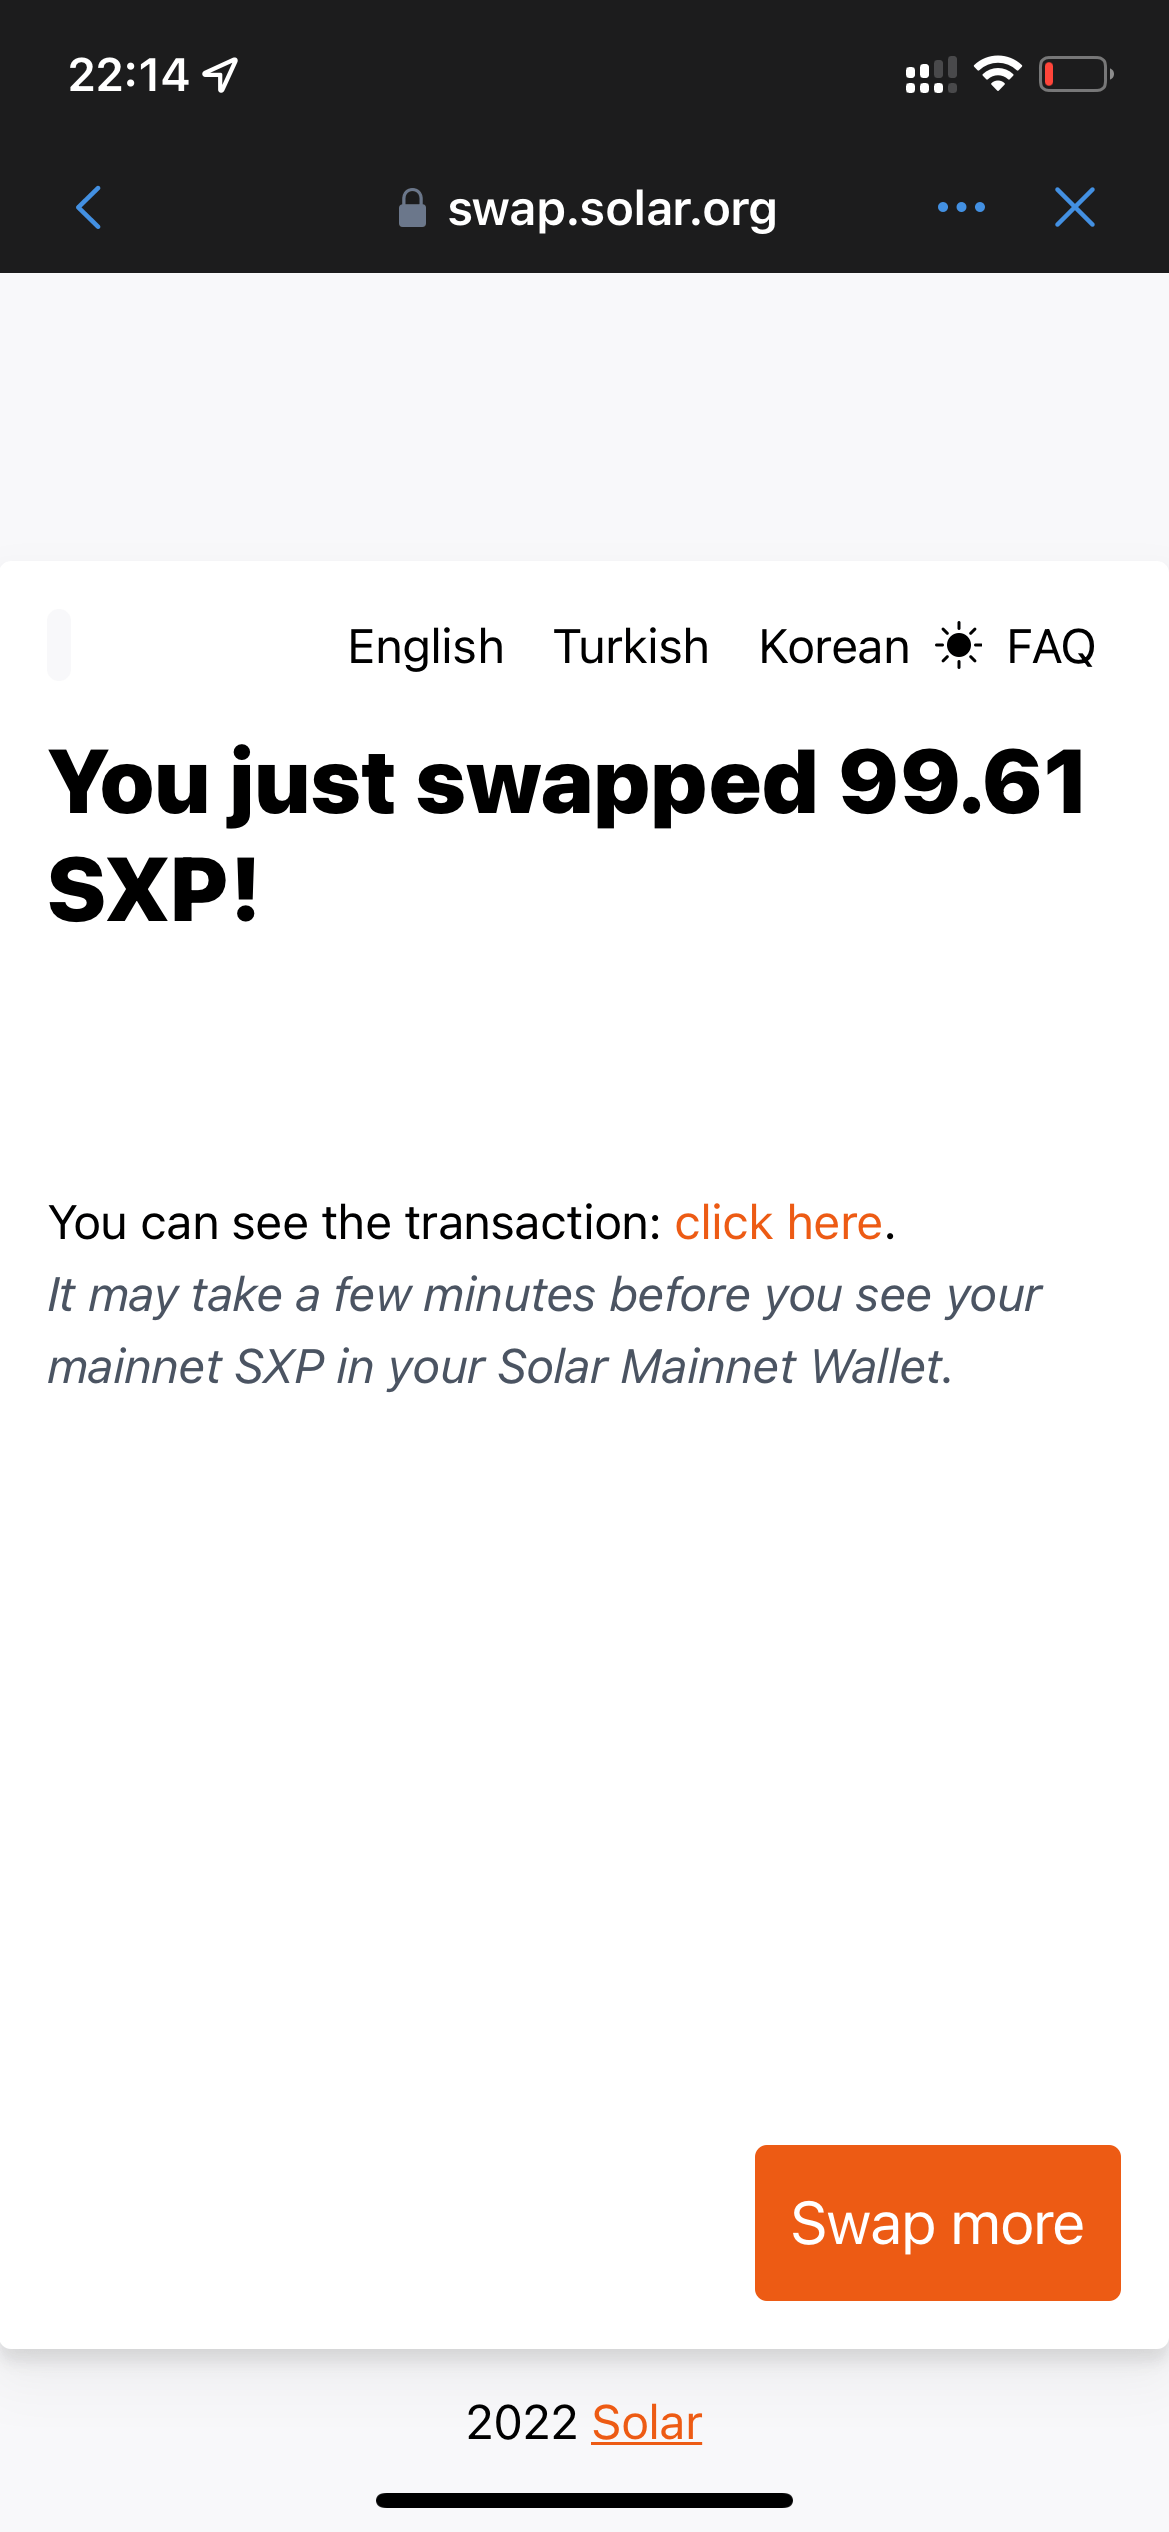 22:14
swap.solar.org
English Turkish Korean FAQ
You just swapped 99.61
SXP!
You can see the transaction: click here.
It may take a few minutes before you see your
mainnet SXP in your Solar Mainnet Wallet.
Swap more
2022 Solar